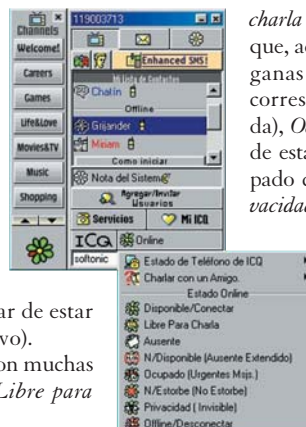 charla
que, ac
ganas
corres
da), O
de esta
pado o
vacidad
119003713
Channels
Welcome!
Careers
Games
Life&Love
Movies&TV
Music
Shopping
Enhanced SMS!
Mi Lista de Contactos
Chatin
Offline
Grijander
Miriam
Como iniciar
Nota del Sistema
Agregar/Invitar
Usuarios
Servicios
Mi ICQ
ICQ
Online
softonic
Estado de Teléfono de ICQ
Charlar con un Amigo.
Estado Online
Disponible/Conectar
Libre Para Charla
Ausente
N/Disponible (Ausente Extendido)
Ocupado (Urgentes Msjs.)
N/Estorbe (No Estorbe)
Privacidad ( Invisible)
Offline/Desconectar
ar de estar
vo).
on muchas
Libre para